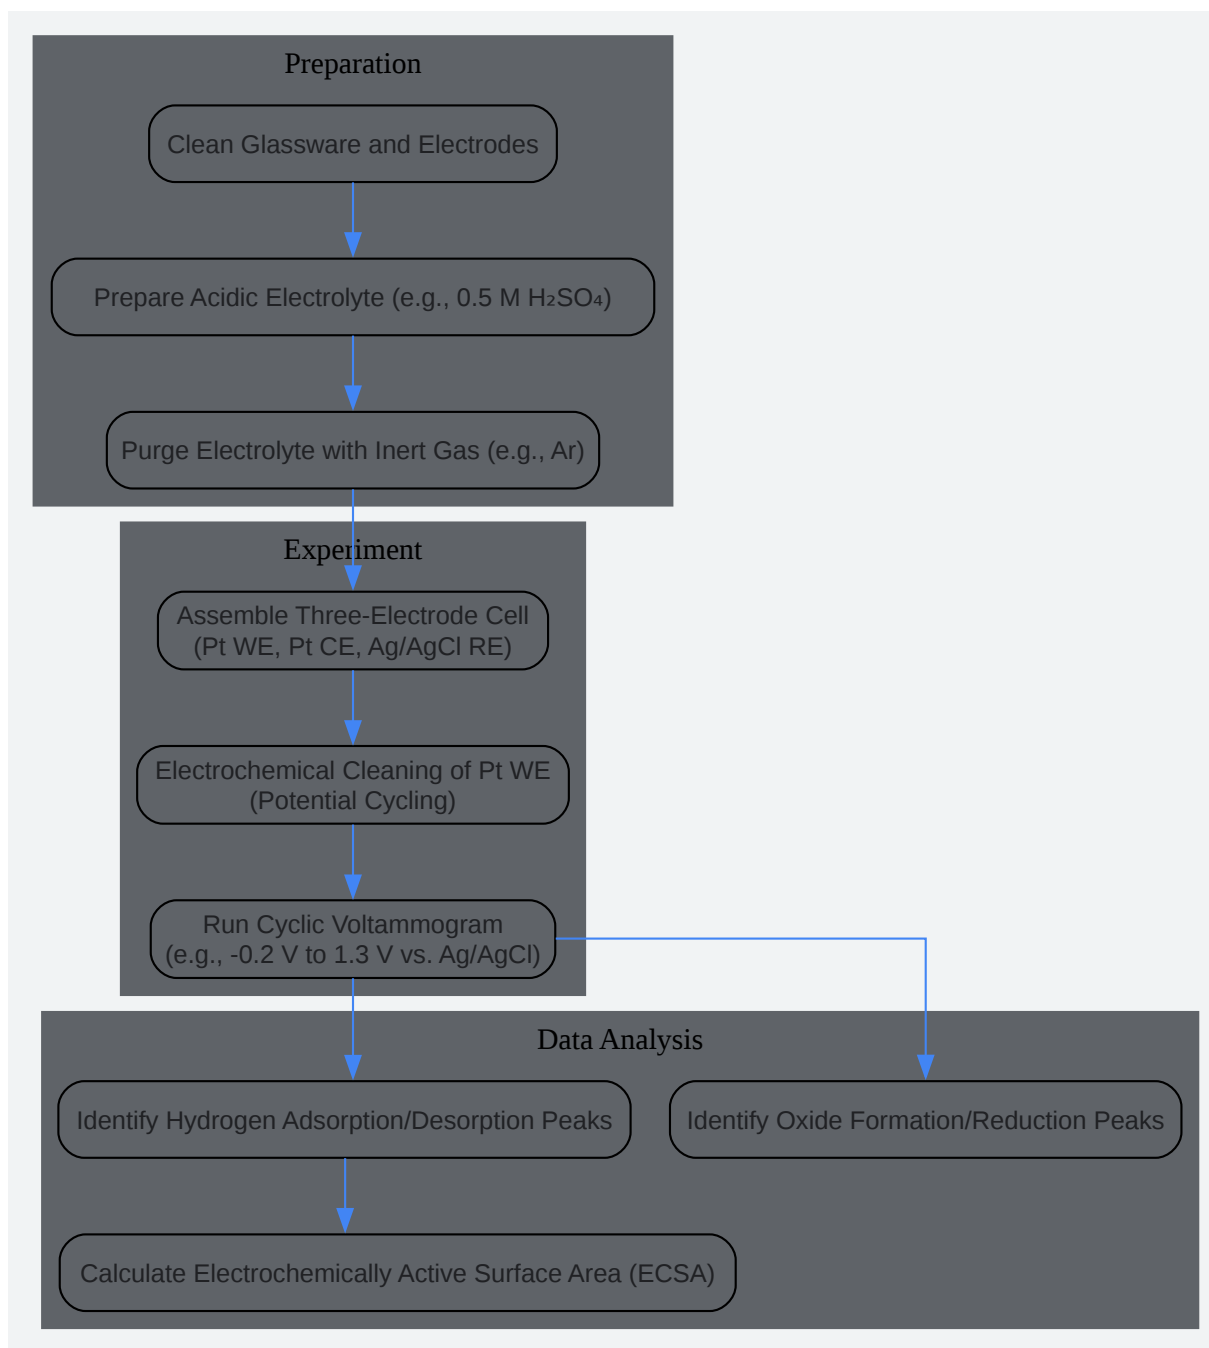 Preparation
Clean Glassware and Electrodes
Prepare Acidic Electrolyte (e.g., 0.5 M H₂SO₄)
Purge Electrolyte with Inert Gas (e.g., Ar)
Experiment
Assemble Three-Electrode Cell
(Pt WE, Pt CE, Ag/AgCl RE)
Electrochemical Cleaning of Pt WE
(Potential Cycling)
Run Cyclic Voltammogram
(e.g., -0.2 V to 1.3 V vs. Ag/AgCl)
Data Analysis
Identify Hydrogen Adsorption/Desorption Peaks
Identify Oxide Formation/Reduction Peaks
Calculate Electrochemically Active Surface Area (ECSA)